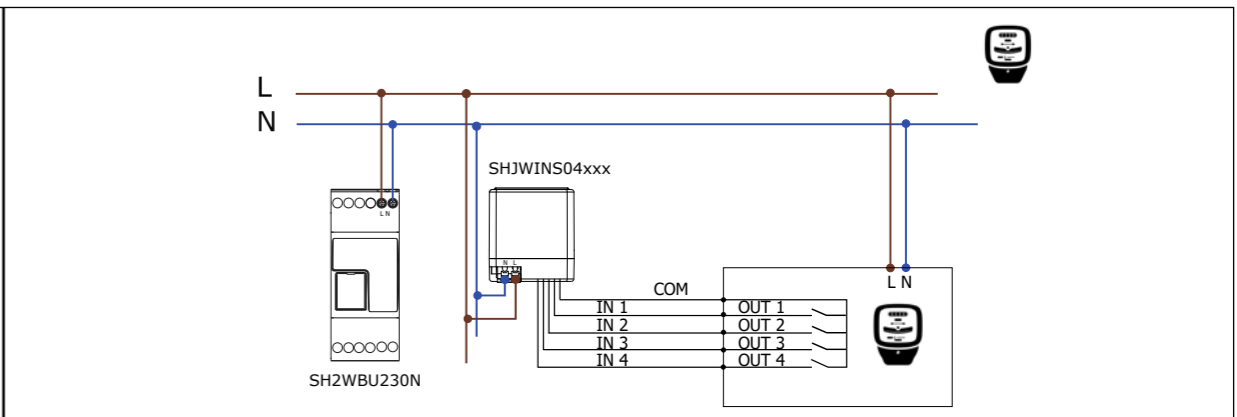 L
N
SHJWINS04xxx
L N
N L
L N
COM
IN 1 OUT 1
IN 2 OUT 2
IN 3 OUT 3
IN 4 OUT 4
SH2WBU230N